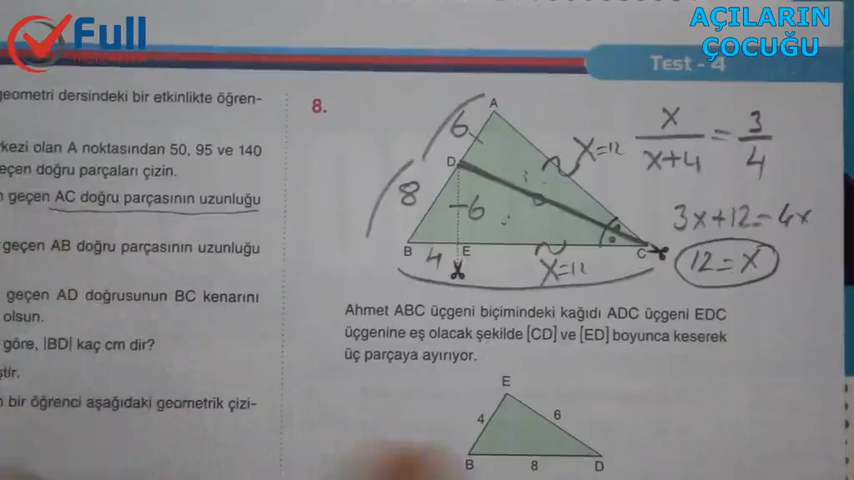 Full
AÇILARIN
ÇOCUĞU
Test - 4
geometri dersindeki bir etkinlikte öğren-
rkezi olan A noktasından 50, 95 ve 140
eçen doğru parçaları çizin.
geçen AC doğru parçasının uzunluğu
geçen AB doğru parçasının uzunluğu
geçen AD doğrusunun BC kenarını
olsun.
göre, |BD| kaç cm dir?
ştir.
bir öğrenci aşağıdaki geometrik çizi-
8.
A
6
D
8
6
X=12
B
4
E
X=12
C
x
x+4
=
3
4
3x+12=4x
12=x
Ahmet ABC üçgeni biçimindeki kağıdı ADC üçgeni EDC
üçgenine eş olacak şekilde [CD] ve [ED] boyunca keserek
üç parçaya ayırıyor.
E
4
6
B
8
D